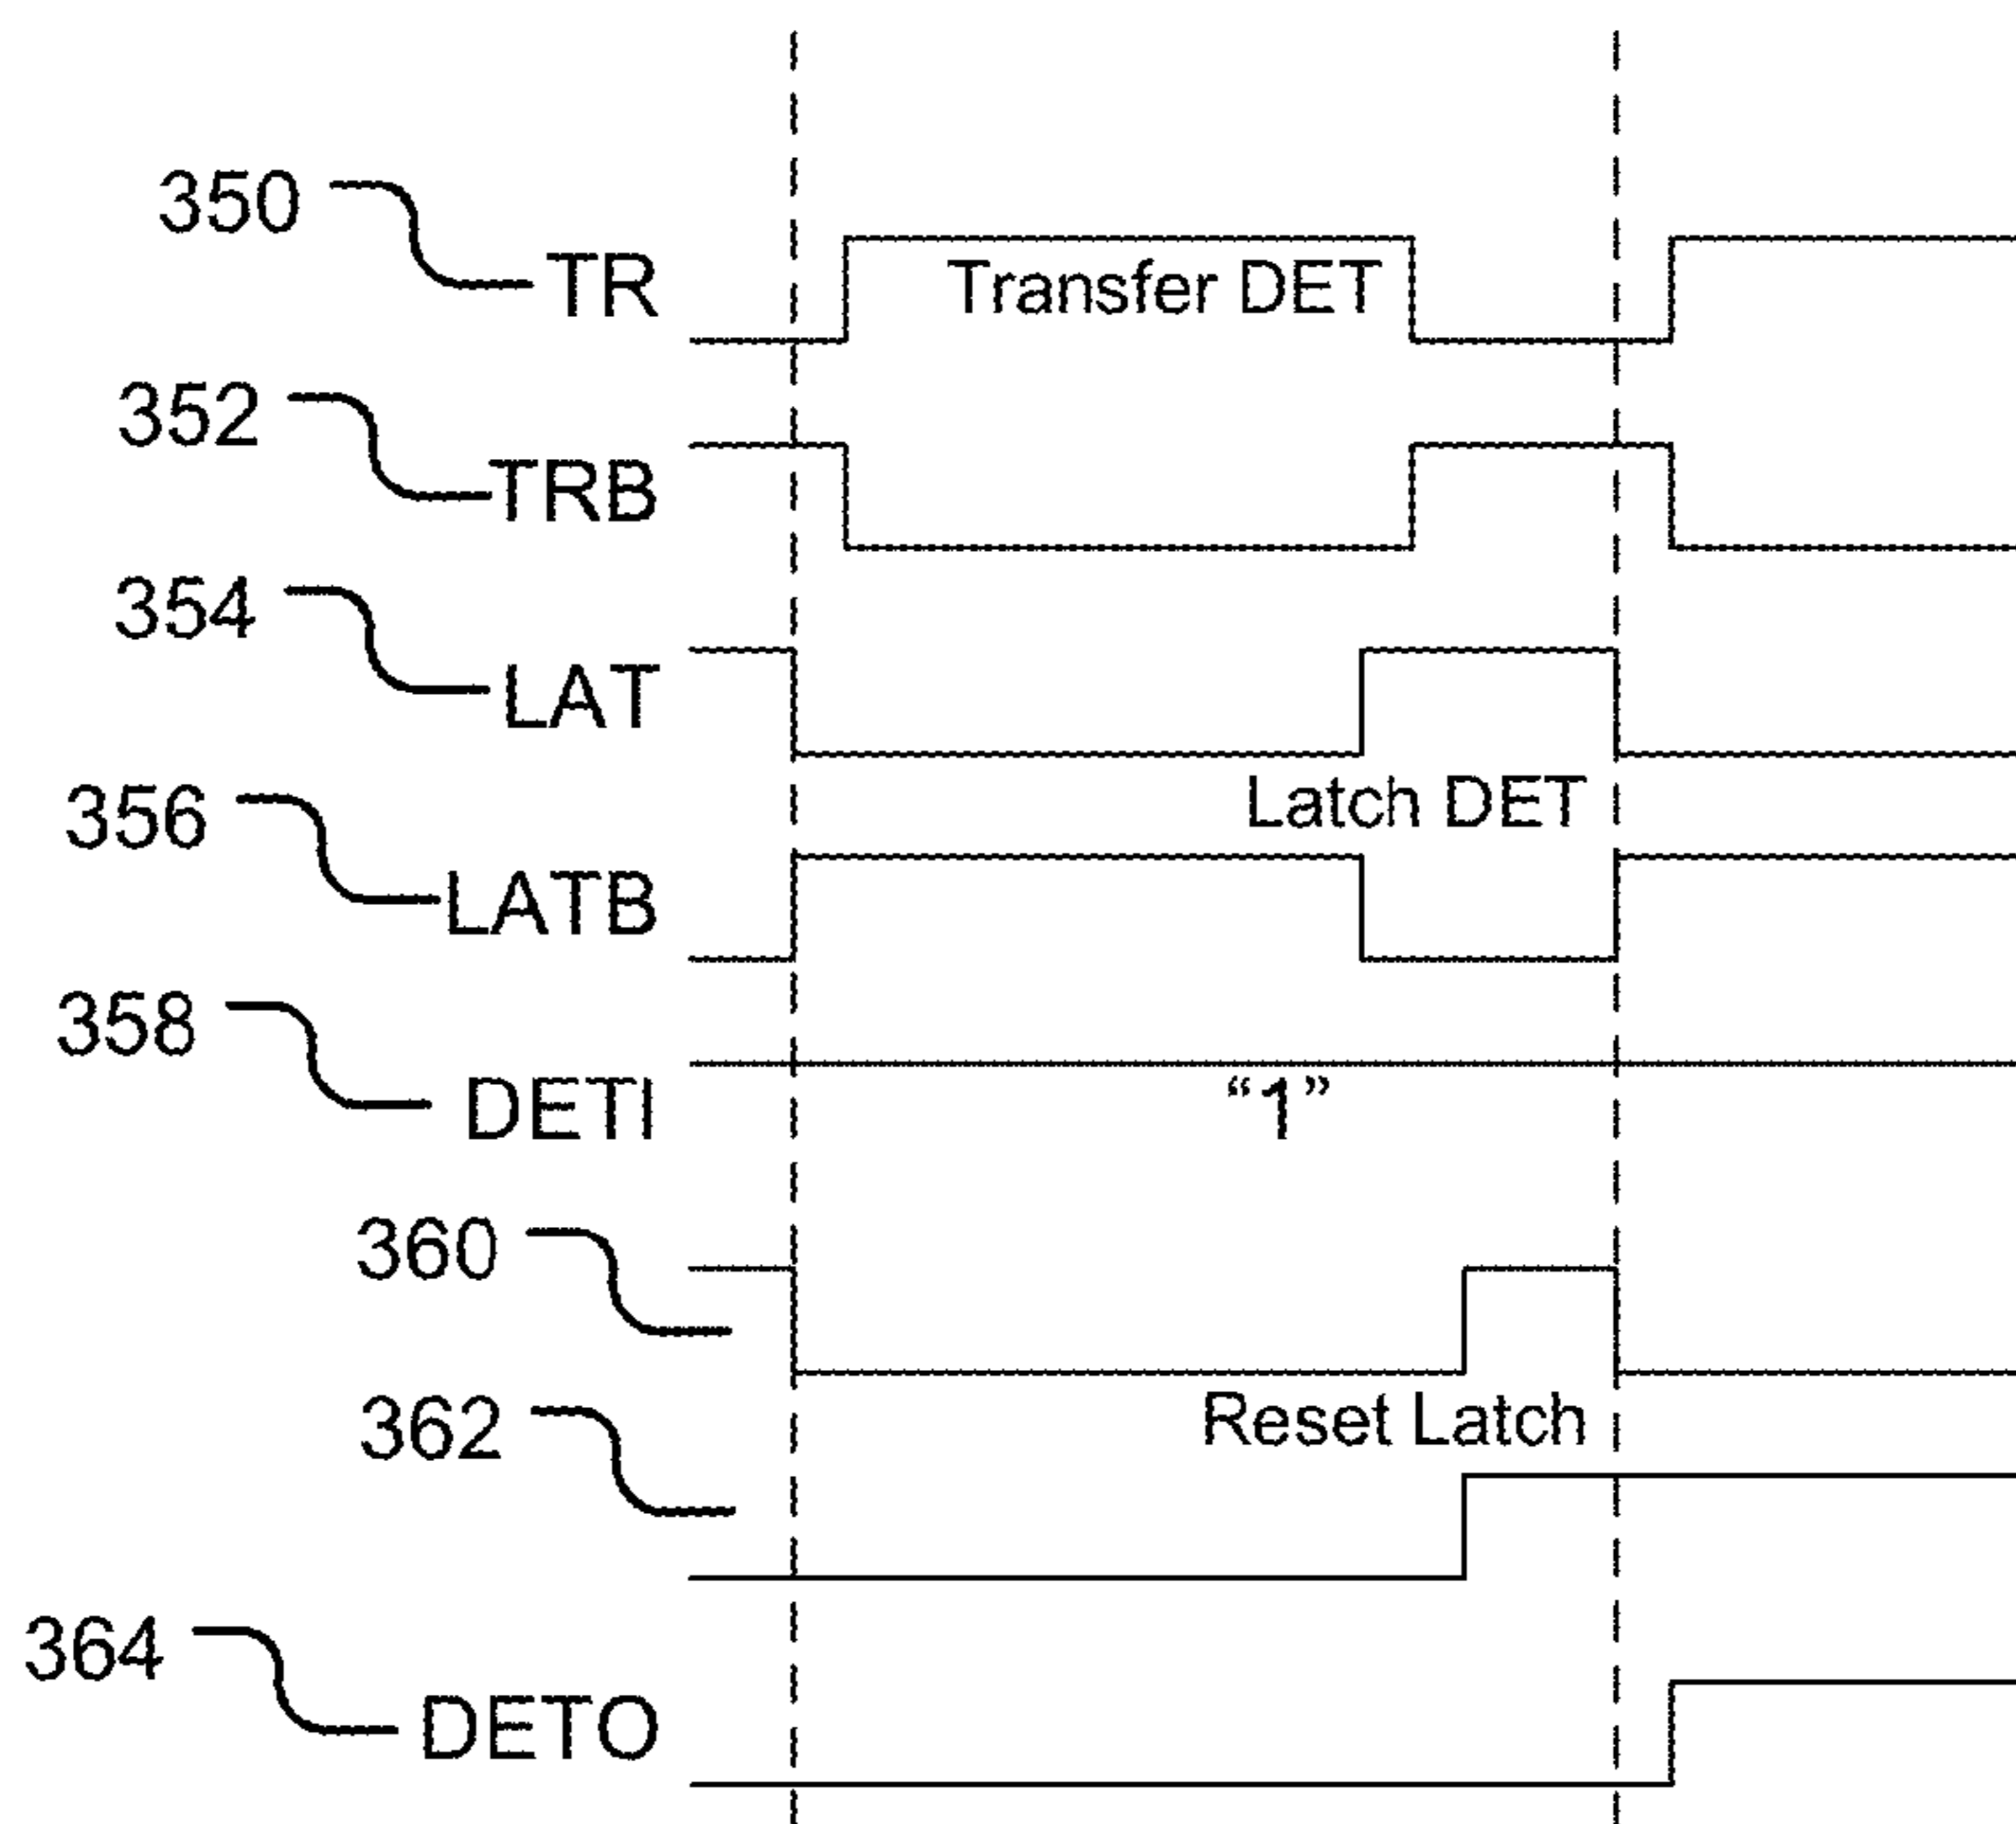 350
TR
Transfer DET
352
TRB
354
LAT
Latch DET
356
LATB
358
DETI
“1”
360
362
Reset Latch
364
DETO